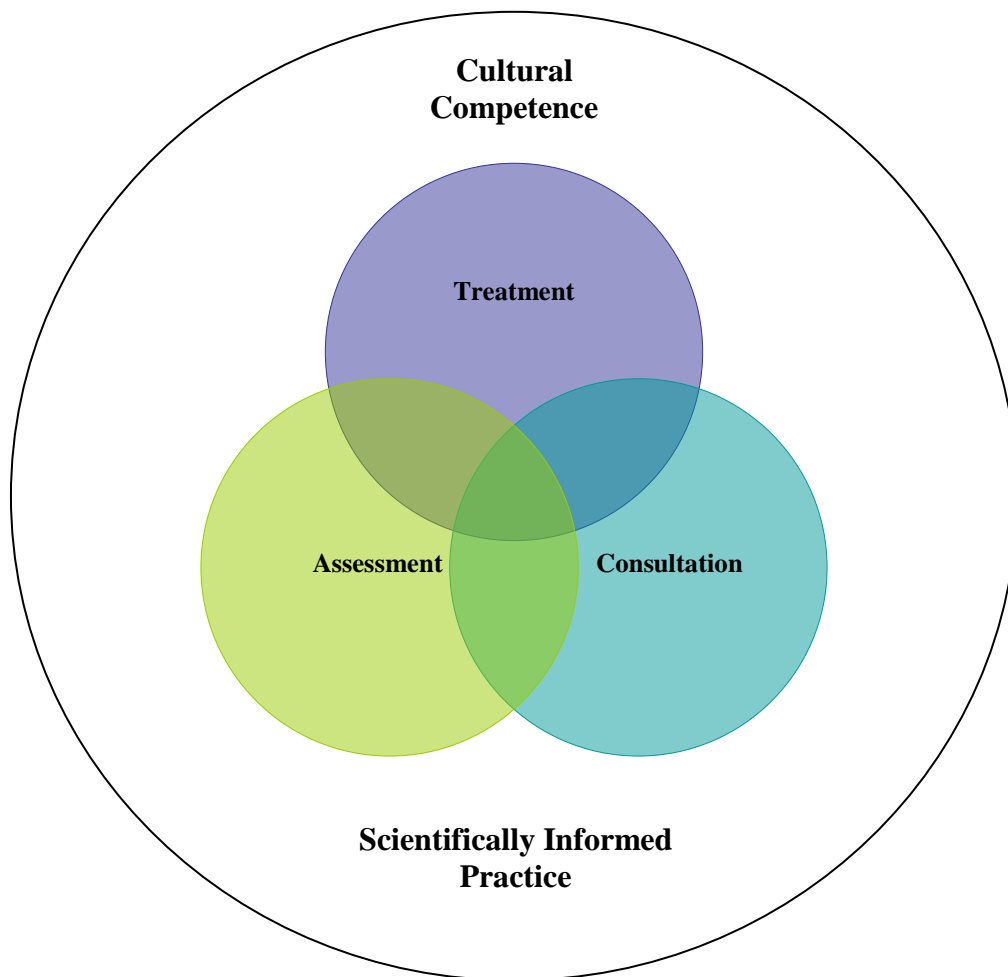 Cultural
Competence
Treatment
Assessment
Consultation
Scientifically Informed
Practice